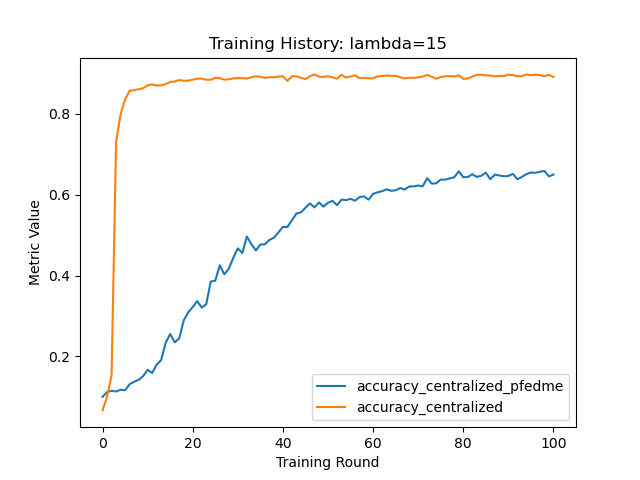 Training History: lambda=15
Metric Value
0.8
0.6
0.4
0.2
0 20 40 60 80 100
Training Round
accuracy_centralized_pfedme
accuracy_centralized